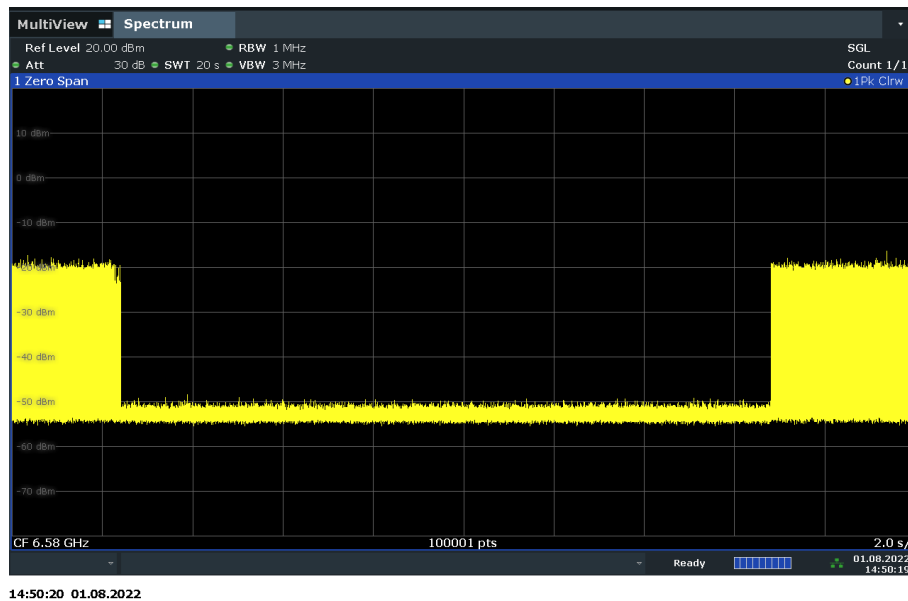 MultiView Spectrum
Ref Level 20.00 dBm RBW 1 MHz SGL
Att 30 dB SWT 20 s VBW 3 MHz Count 1/1
1 Zero Span 1Pk Clrw
10 dBm
0 dBm
-10 dBm
-20 dBm
-30 dBm
-40 dBm
-50 dBm
-60 dBm
-70 dBm
CF 6.58 GHz 100001 pts 2.0 s/
Ready 01.08.2022
14:50:19
14:50:20 01.08.2022